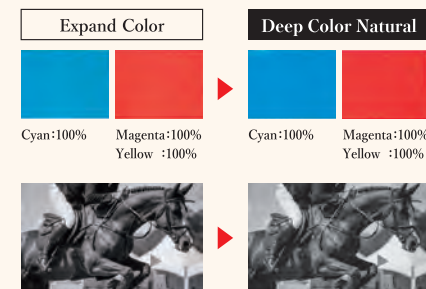 Expand Color
Deep Color Natural
Cyan:100%
Magenta:100%
Yellow :100%
Cyan:100%
Magenta:100%
Yellow :100%